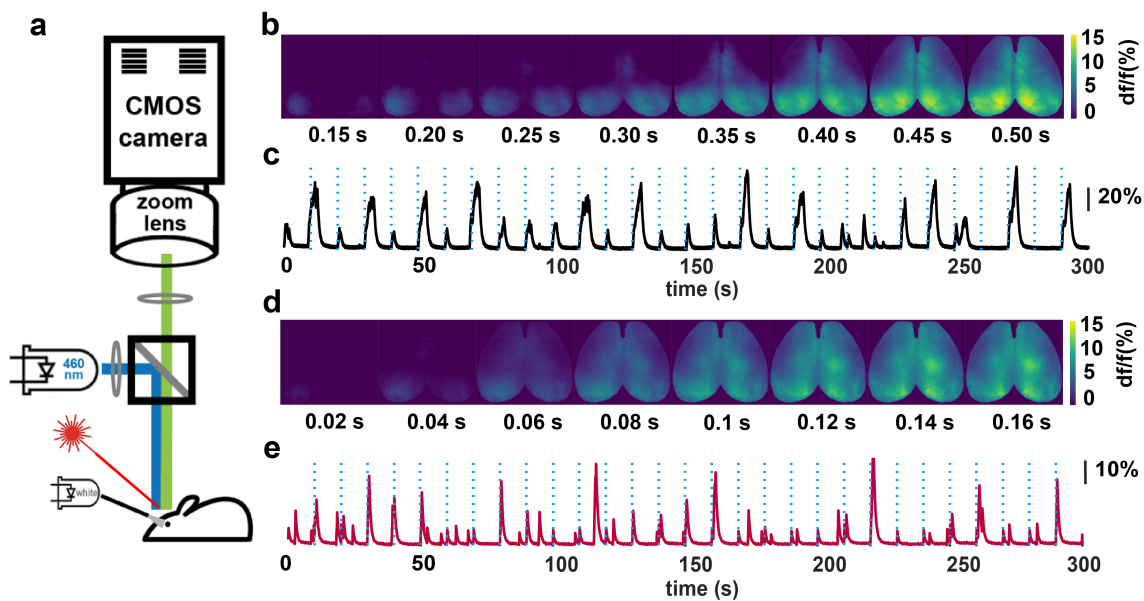 a
CMOS
camera
zoom
lens
460
nm
white
b
0.15 s 0.20 s 0.25 s 0.30 s 0.35 s 0.40 s 0.45 s 0.50 s
15
10
5
0
df/f(%)
c
20%
0 50 100 150 200 250 300
time (s)
d
0.02 s 0.04 s 0.06 s 0.08 s 0.1 s 0.12 s 0.14 s 0.16 s
15
10
5
0
df/f(%)
e
10%
0 50 100 150 200 250 300
time (s)